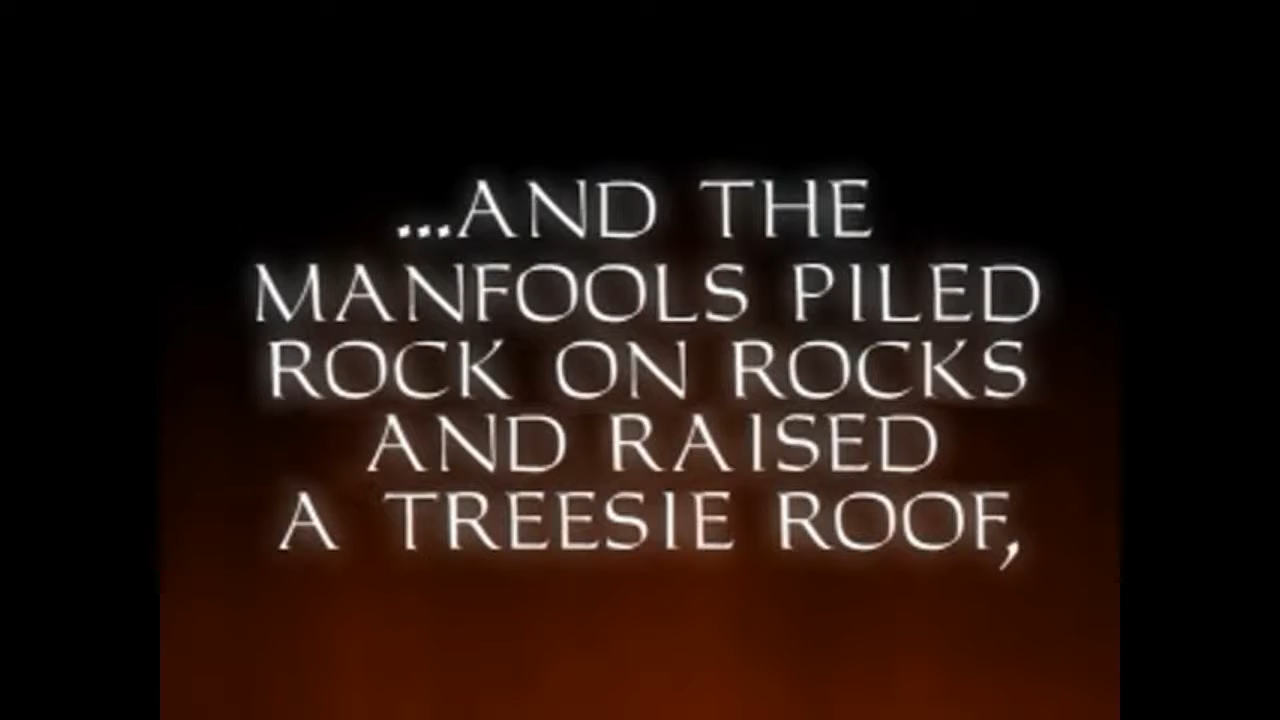 ...AND THE
MANFOOLS PILED
ROCK ON ROCKS
AND RAISED
A TREESIE ROOF,